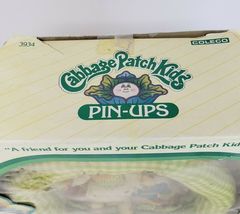 3934
COLECO
Cabbage Patch Kids
PIN-UPS
"A friend for you and your Cabbage Patch Kid